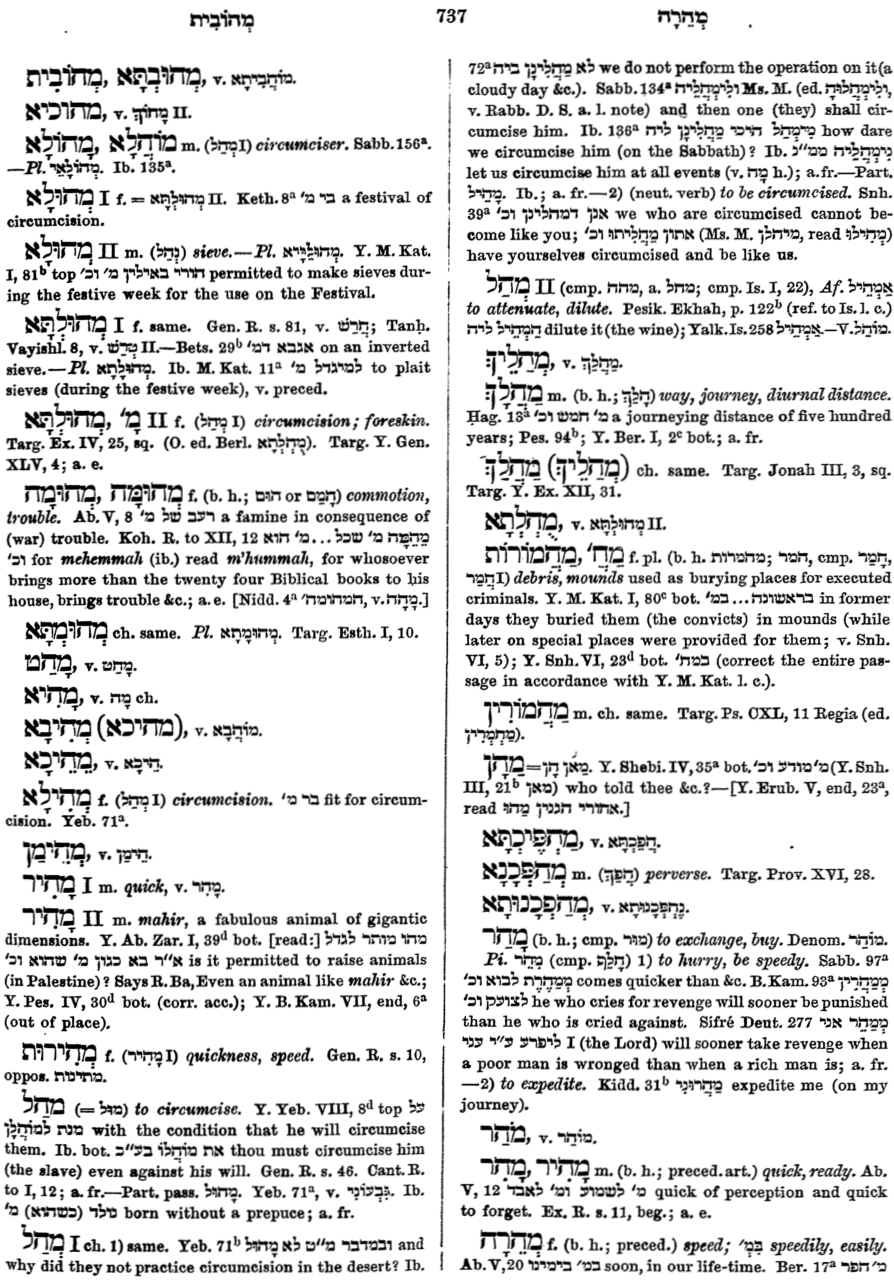 מְהוֹבִית
737
מְהֵרָה
מְהוּבְתָּא, מְהוֹבִית, v. מוֹהֲבִיתָא.
מְהוֹכִיא, v. מְהוֹךְ II.
מוֹהֲלָא, מָהוֹלָא m. (מְהַל I) circumciser. Sabb. 156ᵃ.
—Pl. מְהוֹלָאֵי. Ib. 135ᵃ.
מְהוּלָא I f. = מְהוּלְתָּא II. Keth. 8ᵃ בי מ׳ a festival of
circumcision.
מְהוּלָא II m. (נְהַל) sieve.—Pl. מְהוּלַּיָּיא. Y. M. Kat.
I, 81ᵇ top חורי באילין מ׳ וכ׳ permitted to make sieves dur-
ing the festive week for the use on the Festival.
מְהוּלְתָּא I f. same. Gen. R. s. 81, v. חֲרַשׁ; Tanḥ.
Vayishl. 8, v. טְרַשׁ II.—Bets. 29ᵇ אגבא דמ׳ on an inverted
sieve.—Pl. מְהוּלָּתָא. Ib. M. Kat. 11ᵃ למיגדל מ׳ to plait
sieves (during the festive week), v. preced.
מְהוּלְתָּא, מָ׳ II f. (מְהַל I) circumcision; foreskin.
Targ. Ex. IV, 25, sq. (O. ed. Berl. מְהֻלְתָּא). Targ. Y. Gen.
XLV, 4; a. e.
מְהוּמָּה, מְהוּמָה f. (b. h.; הום or הָמַם) commotion,
trouble. Ab. V, 8 רעב של מ׳ a famine in consequence of
(war) trouble. Koh. R. to XII, 12 מֵהֵמָּה מ׳ שכל ... מ׳ הוא
וכ׳ for mehemmah (ib.) read m'hummah, for whosoever
brings more than the twenty four Biblical books to his
house, brings trouble &c.; a. e. [Nidd. 4ᵃ המהומה׳, v. מָהָה.]
מְהוּמְתָּא ch. same. Pl. מְהוּמָתָא. Targ. Esth. I, 10.
מָהַט, v. מָחַט.
מָהִיא, v. מָה ch.
מְהִיבָא (מהיכא), v. מוֹהֲבָא.
מֵהֵיכָא, v. הֵיכָא.
מְהִילָא f. (מְהַל I) circumcision. בר מ׳ fit for circum-
cision. Yeb. 71ᵃ.
מְהֵימַן, v. הֵימַן.
מָהִיר I m. quick, v. מָהֵר.
מָהִיר II m. mahir, a fabulous animal of gigantic
dimensions. Y. Ab. Zar. I, 39ᵈ bot. [read:] מהו מותר לגדל
א״ר בא כגון מ׳ שהוא וכ׳ is it permitted to raise animals
(in Palestine)? Says R. Ba, Even an animal like mahir &c.;
Y. Pes. IV, 30ᵈ bot. (corr. acc.); Y. B. Kam. VII, end, 6ᵃ
(out of place).
מְהִירוּת f. (מָהִיר I) quickness, speed. Gen. R. s. 10,
oppos. מתינות.
מָהַל (= מול) to circumcise. Y. Yeb. VIII, 8ᵈ top על
מנת למוֹהֳלָן with the condition that he will circumcise
them. Ib. bot. את מוֹהֲלוֹ בע״כ thou must circumcise him
(the slave) even against his will. Gen. R. s. 46. Cant. R.
to I, 12; a. fr.—Part. pass. מָהוּל. Yeb. 71ᵃ, v. גִּבְעוֹנִי. Ib.
נולד (כשהוא) מ׳ born without a prepuce; a. fr.
מְהַל I ch. 1) same. Yeb. 71ᵇ ובמדבר מ״ט לא מָהוּל and
why did they not practice circumcision in the desert? Ib.
72ᵃ לא מָהֲלִינַן ביה we do not perform the operation on it (a
cloudy day &c.). Sabb. 134ᵃ ולִימְהֲלֵיהּ Ms. M. (ed. ולִימְהֲלוּהּ,
v. Rabb. D. S. a. l. note) and then one (they) shall cir-
cumcise him. Ib. 136ᵃ מִימְהַל היכי מָהֲלִינַן ליה how dare
we circumcise him (on the Sabbath)? Ib. נִימְהֲלֵיהּ ממ״נ
let us circumcise him at all events (v. מָה h.); a. fr.—Part.
מָהִיל. Ib.; a. fr.—2) (neut. verb) to be circumcised. Snh.
39ᵃ אנן דמהלינן וכ׳ we who are circumcised cannot be-
come like you; אתון מָהֲלִיתוּ וכ׳ (Ms. M. מיהלן, read מְהִילוּ)
have yourselves circumcised and be like us.
מְהַל II (cmp. מהה, a. מחל; cmp. Is. I, 22), Af. אַמְהֵיל
to attenuate, dilute. Pesik. Ekhah, p. 122ᵇ (ref. to Is. l. c.)
הַמְהֵיל ליה dilute it (the wine); Yalk. Is. 258 אַמְהֵיל.—V. מוֹהַל.
מְהַלֵּיךְ, v. מְהַלֵּךְ.
מַהֲלָךְ m. (b. h.; הָלַךְ) way, journey, diurnal distance.
Ḥag. 13ᵃ מ׳ חמש וכ׳ a journeying distance of five hundred
years; Pes. 94ᵇ; Y. Ber. I, 2ᶜ bot.; a. fr.
מַהֲלַךְ (מַהֲלִיךְ) ch. same. Targ. Jonah III, 3, sq.
Targ. Y. Ex. XII, 31.
מְהֻלְתָּא, v. מְהוּלְתָּא II.
מַהֲמוֹרוֹת, מַהֲ׳ f. pl. (b. h. מהמרות; המר, cmp. חָמַר,
חֲמַר I) debris, mounds used as burying places for executed
criminals. Y. M. Kat. I, 80ᶜ bot. בראשונה ... במ׳ in former
days they buried them (the convicts) in mounds (while
later on special places were provided for them; v. Snh.
VI, 5); Y. Snh. VI, 23ᵈ bot. במח׳ (correct the entire pas-
sage in accordance with Y. M. Kat. l. c.).
מַהֲמוֹרִין m. ch. same. Targ. Ps. CXL, 11 Regia (ed.
מַהֲמְרִין).
מַהֵן = מַאן הֵן. Y. Shebi. IV, 35ᵃ bot. מ׳ מודע וכ׳ (Y. Snh.
III, 21ᵇ מאן) who told thee &c.?—[Y. Erub. V, end, 23ᵃ,
read אחורי חנניןמהו.]
מַהְפֵּיכְתָּא, v. הֲפֵכְתָּא.
מַהְפְּכָנָא m. (הֲפַךְ) perverse. Targ. Prov. XVI, 28.
מַהְפְּכָנוּתָא, v. נֶהְפְּכָנוּתָא.
מָהַר (b. h.; cmp. מוּר) to exchange, buy. Denom. מוֹהַר.
Pi. מִהֵר (cmp. חָלַף) 1) to hurry, be speedy. Sabb. 97ᵃ
מְמַהֶרֶת לבוא וכ׳ comes quicker than &c. B. Kam. 93ᵃ מְמַהֲרִין
לצועק וכ׳ he who cries for revenge will sooner be punished
than he who is cried against. Sifré Deut. 277 מְמַהֵר אני
ליפרע ע״י עני I (the Lord) will sooner take revenge when
a poor man is wronged than when a rich man is; a. fr.
—2) to expedite. Kidd. 31ᵇ מַהֲרוּנִי expedite me (on my
journey).
מֹהַר, v. מוֹהַר.
מָהִיר, מָהֵר m. (b. h.; preced. art.) quick, ready. Ab.
V, 12 מ׳ לשמוע ומ׳ לאבד quick of perception and quick
to forget. Ex. R. s. 11, beg.; a. e.
מְהֵרָה f. (b. h.; preced.) speed; בִּמְ׳ speedily, easily.
Ab. V, 20 במ׳ בימינו soon, in our life-time. Ber. 17ᵃ מ׳ הפר